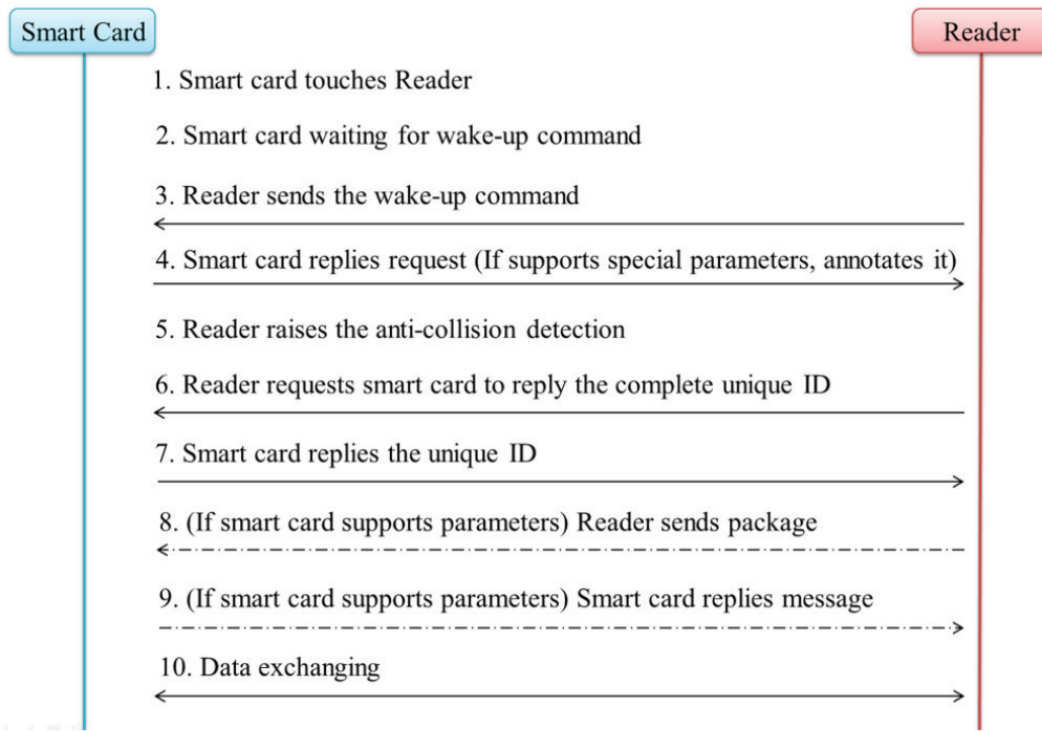 Smart Card
Reader
1. Smart card touches Reader
2. Smart card waiting for wake-up command
3. Reader sends the wake-up command
4. Smart card replies request (If supports special parameters, annotates it)
5. Reader raises the anti-collision detection
6. Reader requests smart card to reply the complete unique ID
7. Smart card replies the unique ID
8. (If smart card supports parameters) Reader sends package
9. (If smart card supports parameters) Smart card replies message
10. Data exchanging